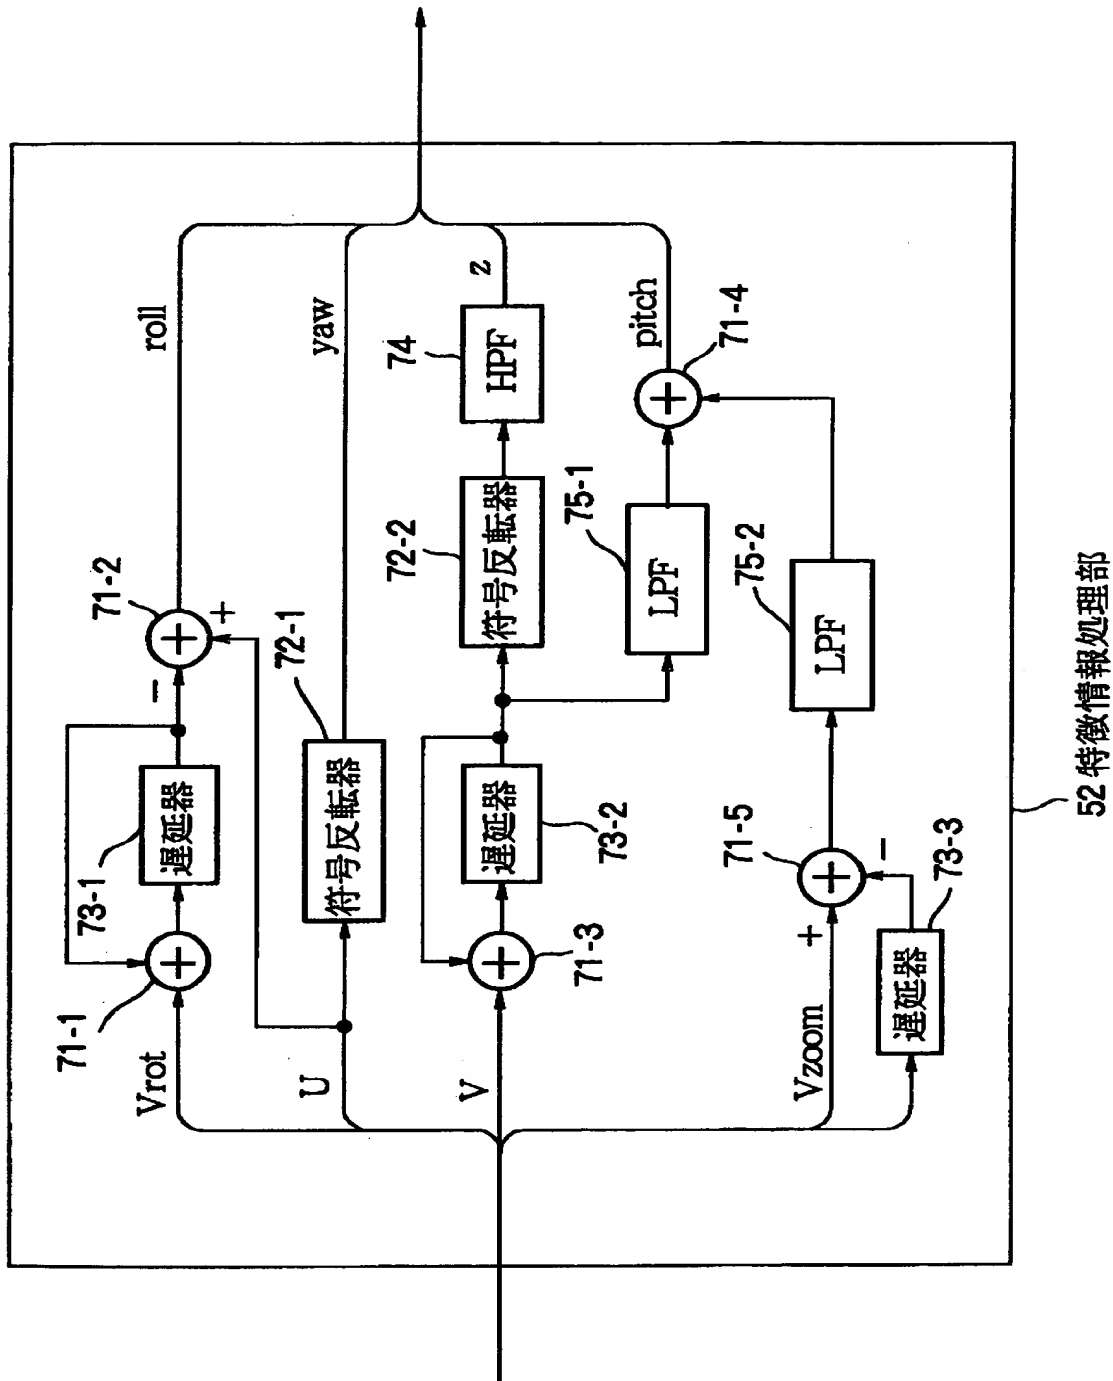 Vrot
71-1
73-1
遅延器
−
71-2
+
roll
U
72-1
符号反転器
yaw
V
71-3
遅延器
73-2
72-2
符号反転器
74
HPF
z
75-1
LPF
71-4
pitch
Vzoom
+
71-5
−
遅延器
73-3
75-2
LPF
52 特徴情報処理部